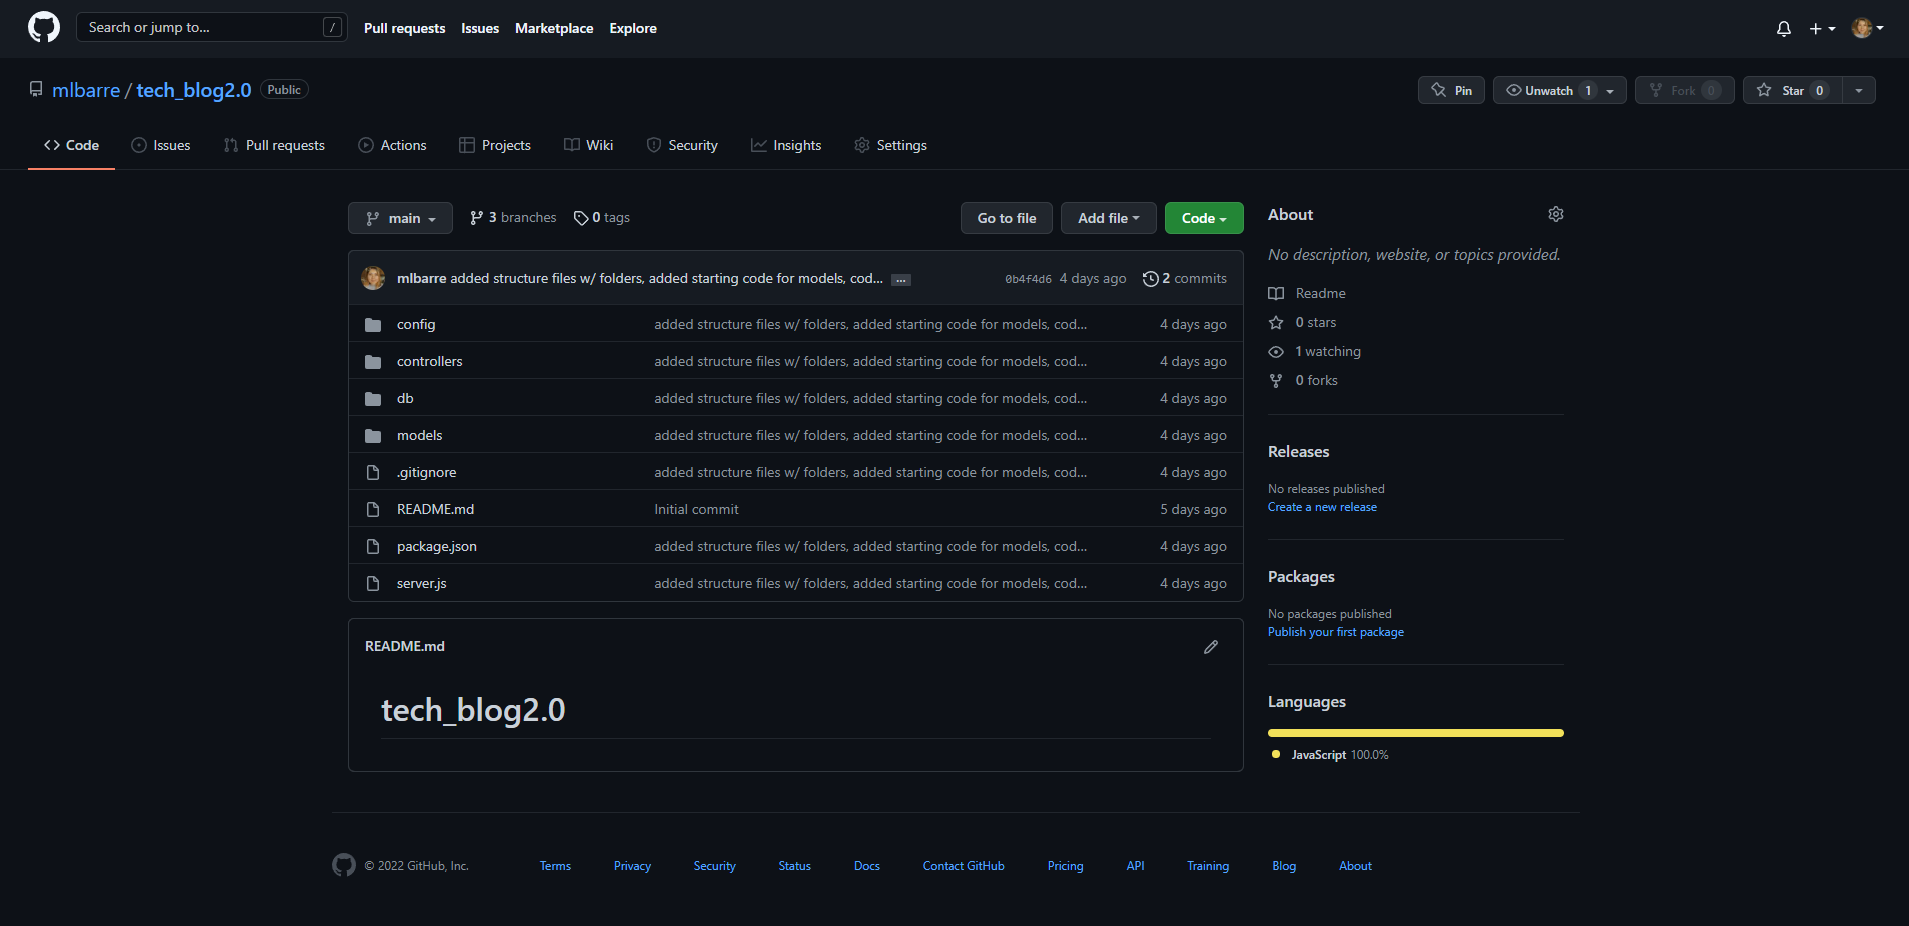 Search or jump to... /
Pull requests Issues Marketplace Explore
mlbarre / tech_blog2.0 Public
Pin Unwatch 1 Fork 0 Star 0
Code Issues Pull requests Actions Projects Wiki Security Insights Settings
main 3 branches 0 tags Go to file Add file Code
mlbarre added structure files w/ folders, added starting code for models, cod... ... 0b4f4d6 4 days ago 2 commits
config added structure files w/ folders, added starting code for models, cod... 4 days ago
controllers added structure files w/ folders, added starting code for models, cod... 4 days ago
db added structure files w/ folders, added starting code for models, cod... 4 days ago
models added structure files w/ folders, added starting code for models, cod... 4 days ago
.gitignore added structure files w/ folders, added starting code for models, cod... 4 days ago
README.md Initial commit 5 days ago
package.json added structure files w/ folders, added starting code for models, cod... 4 days ago
server.js added structure files w/ folders, added starting code for models, cod... 4 days ago
README.md
tech_blog2.0
About
No description, website, or topics provided.
Readme
0 stars
1 watching
0 forks
Releases
No releases published
Create a new release
Packages
No packages published
Publish your first package
Languages
JavaScript 100.0%
© 2022 GitHub, Inc. Terms Privacy Security Status Docs Contact GitHub Pricing API Training Blog About